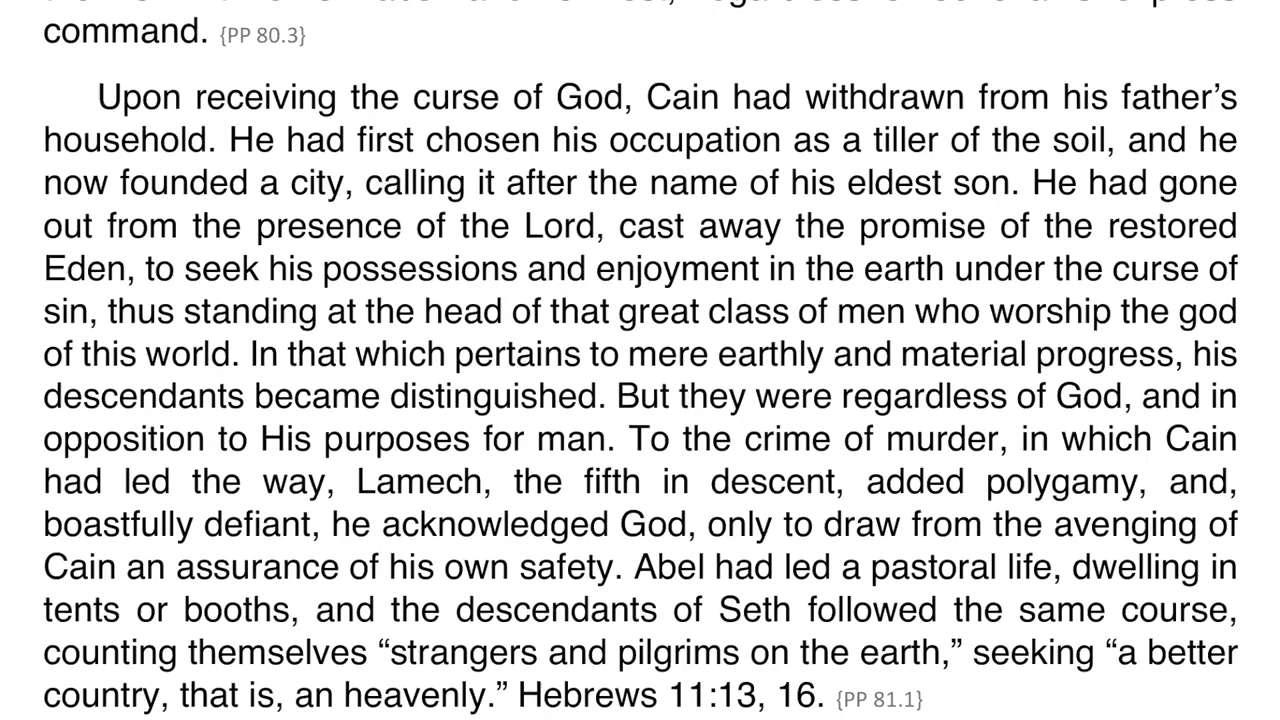 command. {PP 80.3}
Upon receiving the curse of God, Cain had withdrawn from his father’s
household. He had first chosen his occupation as a tiller of the soil, and he
now founded a city, calling it after the name of his eldest son. He had gone
out from the presence of the Lord, cast away the promise of the restored
Eden, to seek his possessions and enjoyment in the earth under the curse of
sin, thus standing at the head of that great class of men who worship the god
of this world. In that which pertains to mere earthly and material progress, his
descendants became distinguished. But they were regardless of God, and in
opposition to His purposes for man. To the crime of murder, in which Cain
had led the way, Lamech, the fifth in descent, added polygamy, and,
boastfully defiant, he acknowledged God, only to draw from the avenging of
Cain an assurance of his own safety. Abel had led a pastoral life, dwelling in
tents or booths, and the descendants of Seth followed the same course,
counting themselves “strangers and pilgrims on the earth,” seeking “a better
country, that is, an heavenly.” Hebrews 11:13, 16. {PP 81.1}